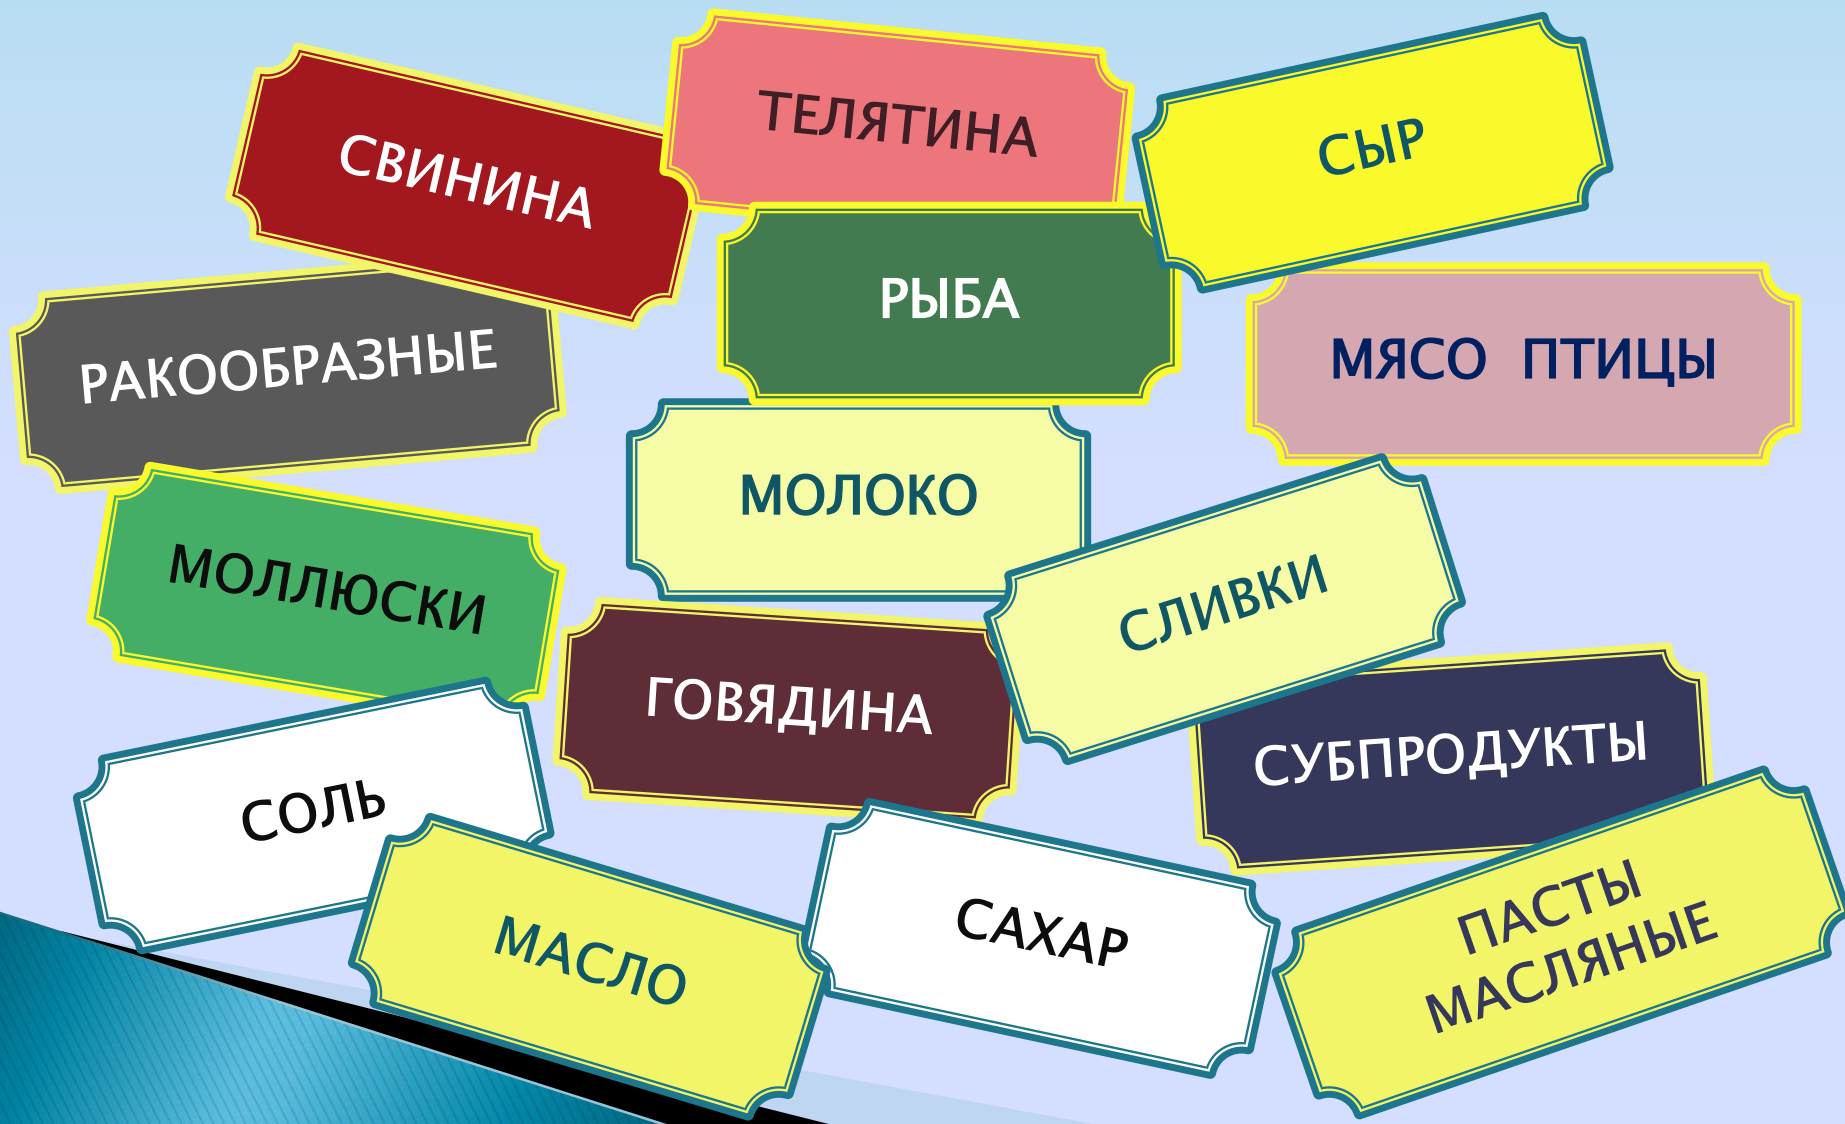 ТЕЛЯТИНА
СЫР
СВИНИНА
РЫБА
РАКООБРАЗНЫЕ
МЯСО ПТИЦЫ
МОЛОКО
МОЛЛЮСКИ
СЛИВКИ
ГОВЯДИНА
СУБПРОДУКТЫ
СОЛЬ
САХАР
МАСЛО
ПАСТЫ
МАСЛЯНЫЕ